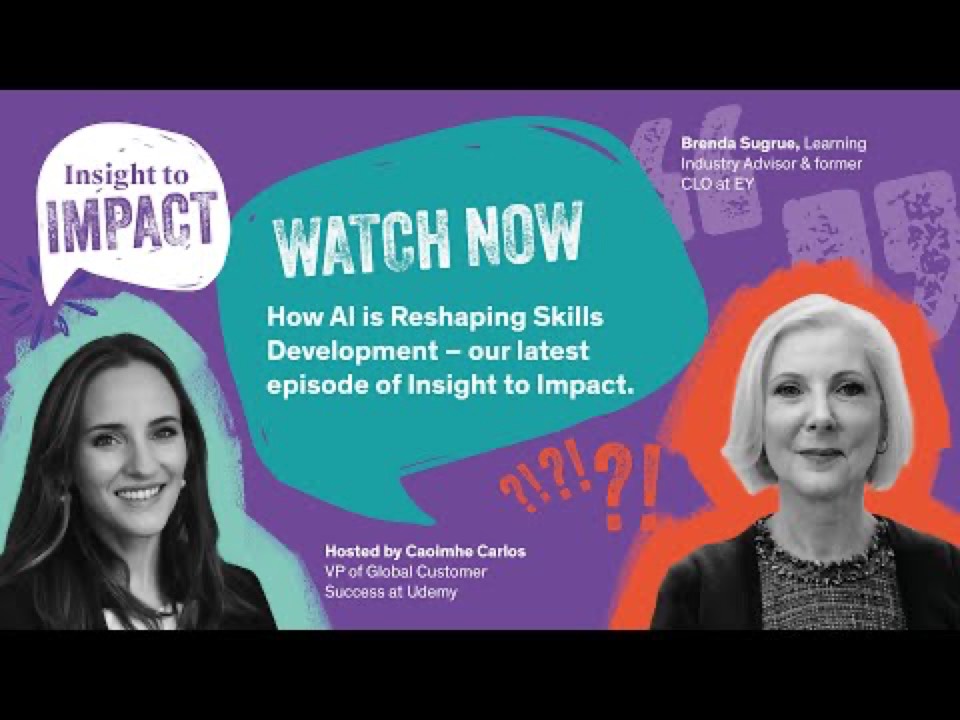 Insight to
IMPACT
WATCH NOW
How AI is Reshaping Skills
Development – our latest
episode of Insight to Impact.
Brenda Sugrue, Learning
Industry Advisor & former
CLO at EY
?!?!?!
Hosted by Caoimhe Carlos
VP of Global Customer
Success at Udemy